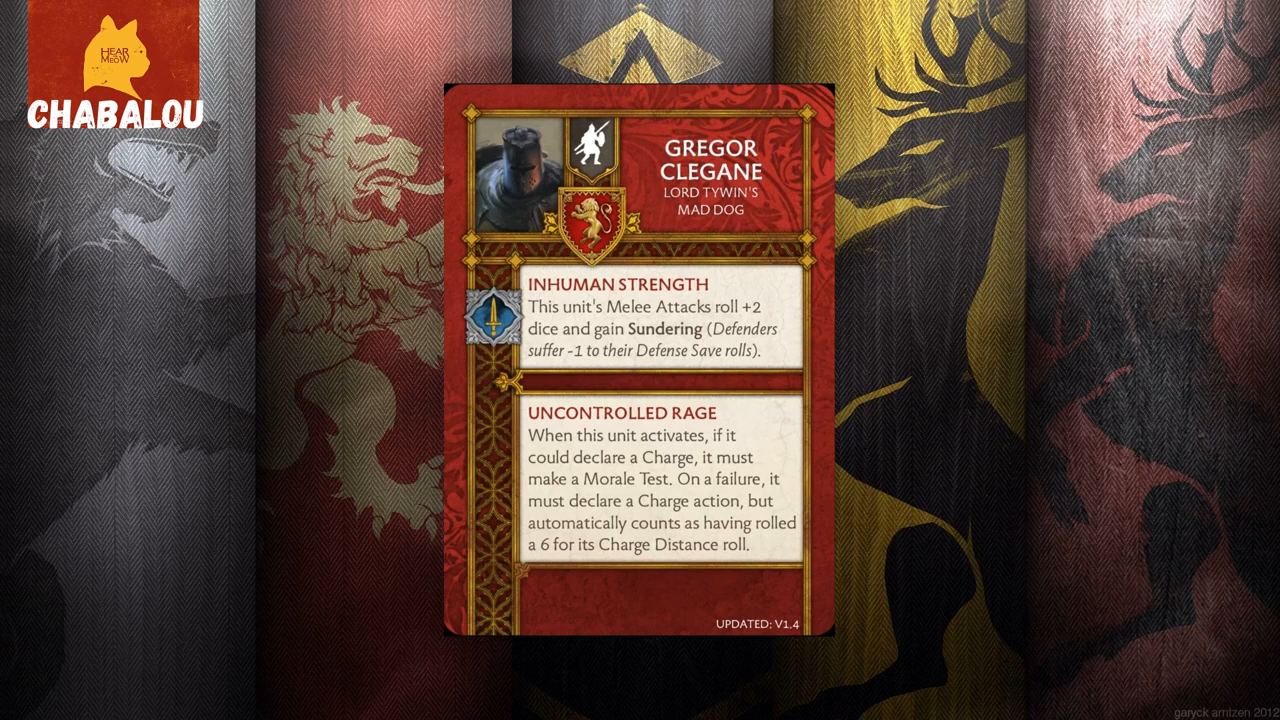 HEAR
MEOW
CHABALOU
GREGOR
CLEGANE
LORD TYWIN'S
MAD DOG
INHUMAN STRENGTH
This unit's Melee Attacks roll +2
dice and gain Sundering (Defenders
suffer -1 to their Defense Save rolls).
UNCONTROLLED RAGE
When this unit activates, if it
could declare a Charge, it must
make a Morale Test. On a failure, it
must declare a Charge action, but
automatically counts as having rolled
a 6 for its Charge Distance roll.
UPDATED: V1.4
garyck arntzen 2012